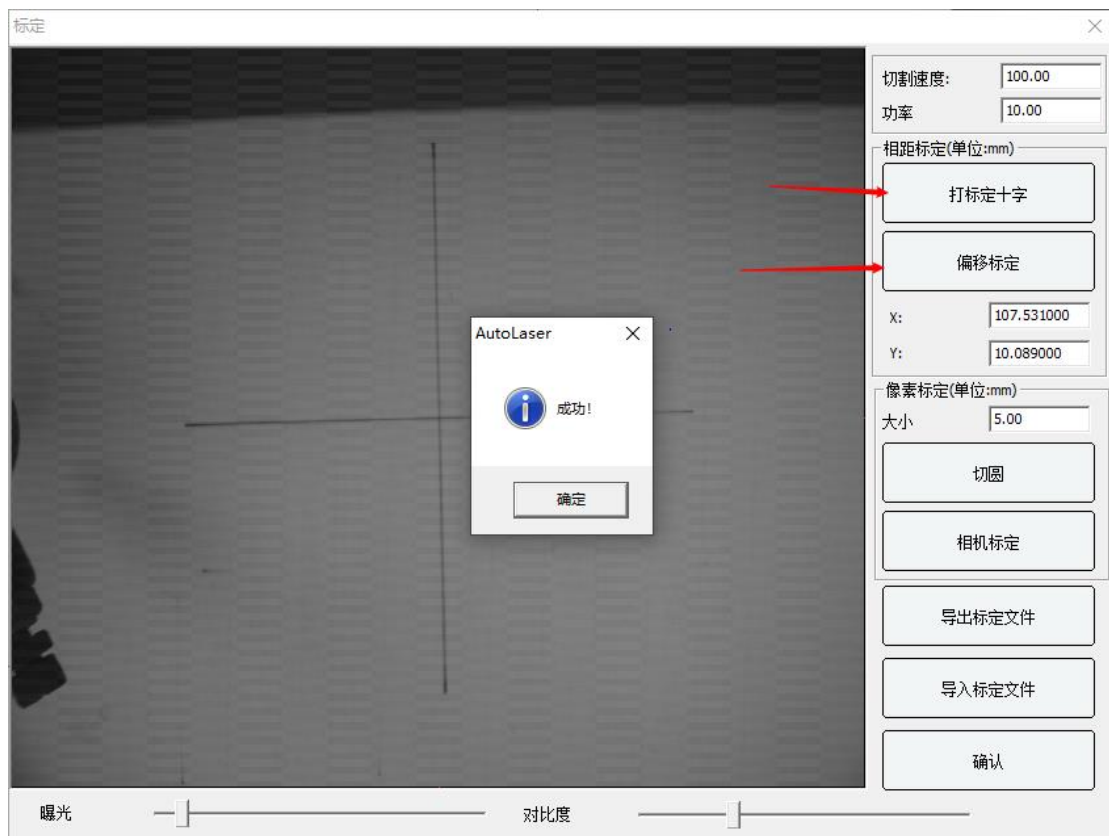 标定
切割速度:
100.00
功率
10.00
相距标定(单位:mm)
打标定十字
偏移标定
X:
107.531000
Y:
10.089000
像素标定(单位:mm)
大小
5.00
切圆
相机标定
导出标定文件
导入标定文件
确认
AutoLaser
成功!
确定
曝光
对比度